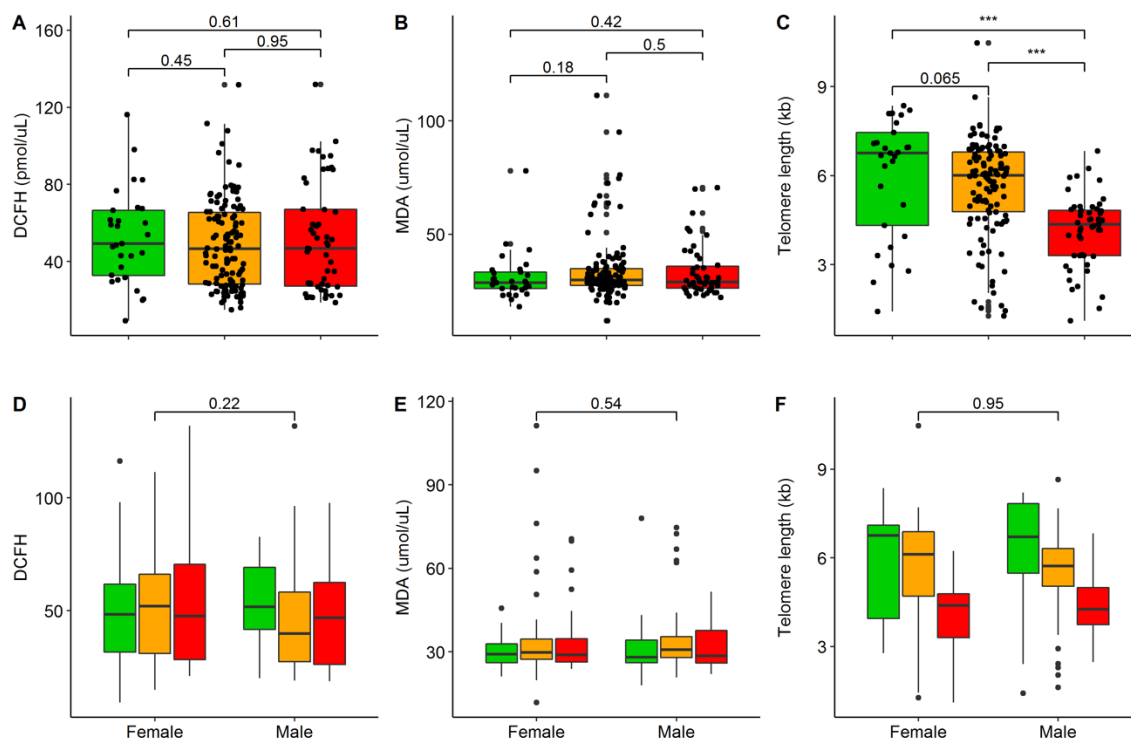 A
DCFH (pmol/uL)
160
120
80
40
0.61
0.95
0.45
B
MDA (umol/uL)
100
50
0.42
0.5
0.18
C
Telomere length (kb)
9
6
3
***
***
0.065
D
DCFH
100
50
0.22
Female
Male
E
MDA (umol/uL)
120
90
60
30
0.54
Female
Male
F
Telomere length (kb)
9
6
3
0.95
Female
Male